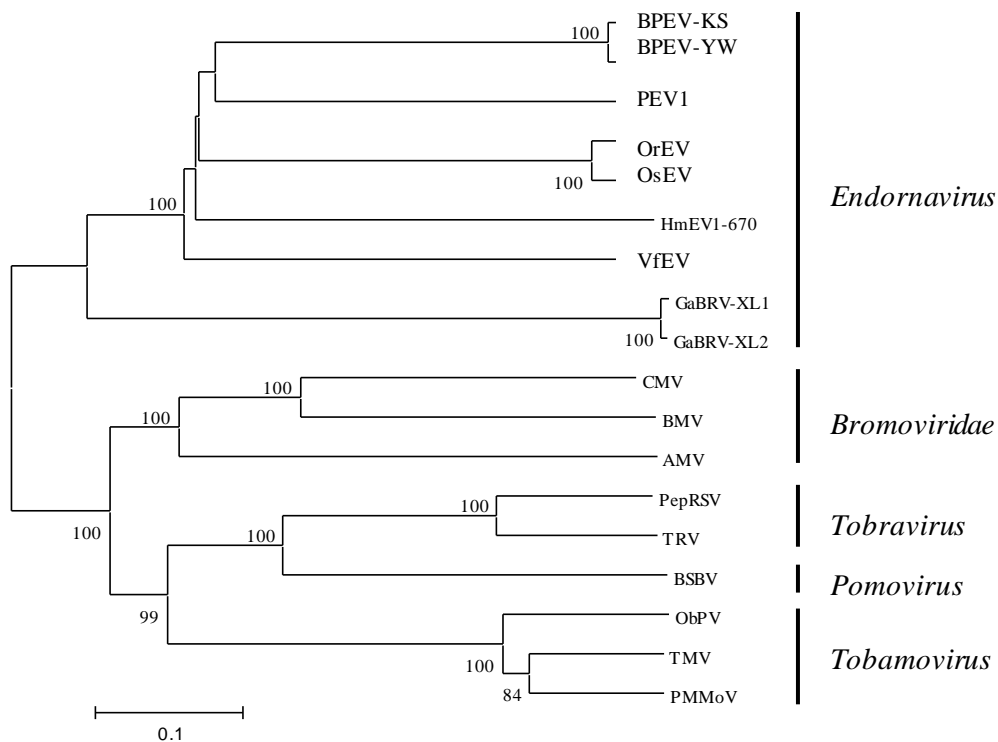 BPEV-KS
100
BPEV-YW
PEV1
OrEV
100
OsEV
Endornavirus
100
HmEV1-670
VfEV
GaBRV-XL1
100
GaBRV-XL2
CMV
100
100
BMV
Bromoviridae
AMV
PepRSV
100
100
TRV
Tobravirus
100
BSBV
Pomovirus
99
ObPV
TMV
100
Tobamovirus
84
PMMoV
0.1